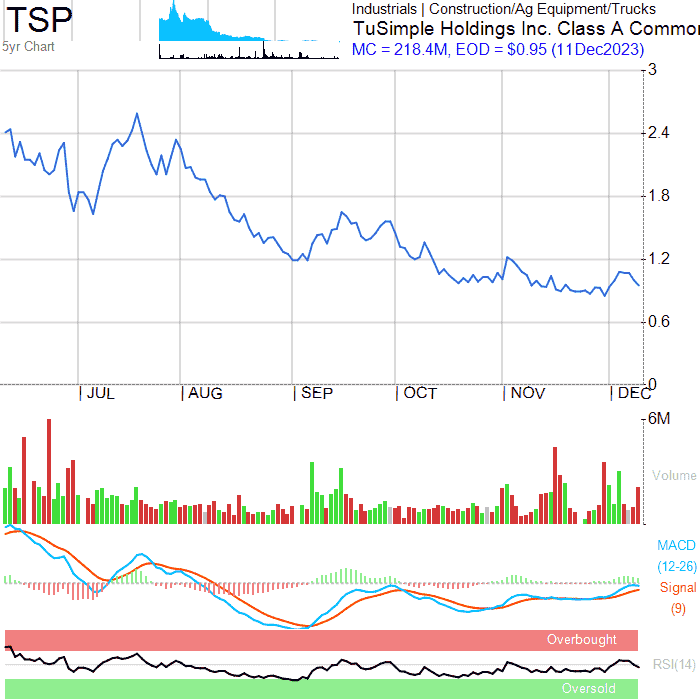 TSP
5yr Chart
Industrials | Construction/Ag Equipment/Trucks
TuSimple Holdings Inc. Class A Commo
MC = 218.4M, EOD = $0.95 (11Dec2023)
3
2.4
1.8
1.2
0.6
0
| JUL
| AUG
| SEP
| OCT
| NOV
| DEC
6M
Volume
MACD
(12-26)
Signal
(9)
Overbought
RSI(14)
Oversold